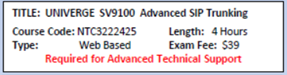 TITLE: UNIVERGE SV9100 Advanced SIP Trunking
Course Code: NTC3222425 Length: 4 Hours
Type: Web Based Exam Fee: $39
Required for Advanced Technical Support